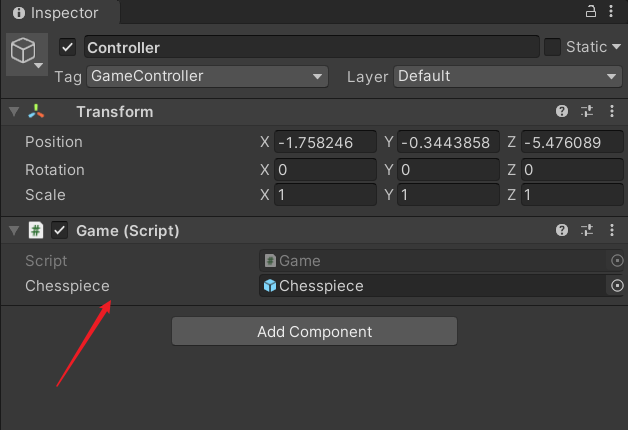 Inspector
Controller Static
Tag GameController Layer Default
Transform
Position X -1.758246 Y -0.3443858 Z -5.476089
Rotation X 0 Y 0 Z 0
Scale X 1 Y 1 Z 1
# Game (Script)
Script # Game
Chesspiece Chesspiece
Add Component